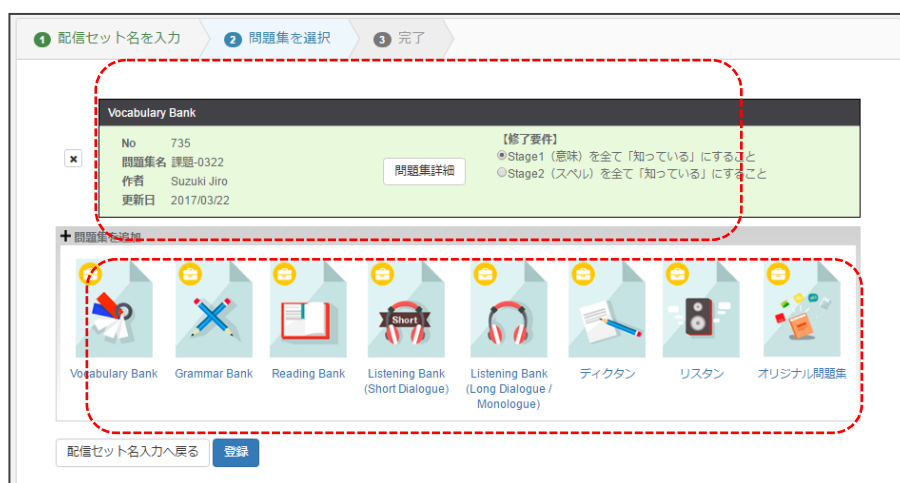 1 配信セット名を入力
2 問題集を選択
3 完了
Vocabulary Bank
No 735
問題集名 課題-0322
作者 Suzuki Jiro
更新日 2017/03/22
問題集詳細
【修了要件】
Stage1（意味）を全て「知っている」にすること
Stage2（スペル）を全て「知っている」にすること
問題集を追加
Vocabulary Bank
Grammar Bank
Reading Bank
Short
Listening Bank
(Short Dialogue)
Listening Bank
(Long Dialogue /
Monologue)
ディクタン
リスタン
オリジナル問題集
配信セット名入力へ戻る
登録